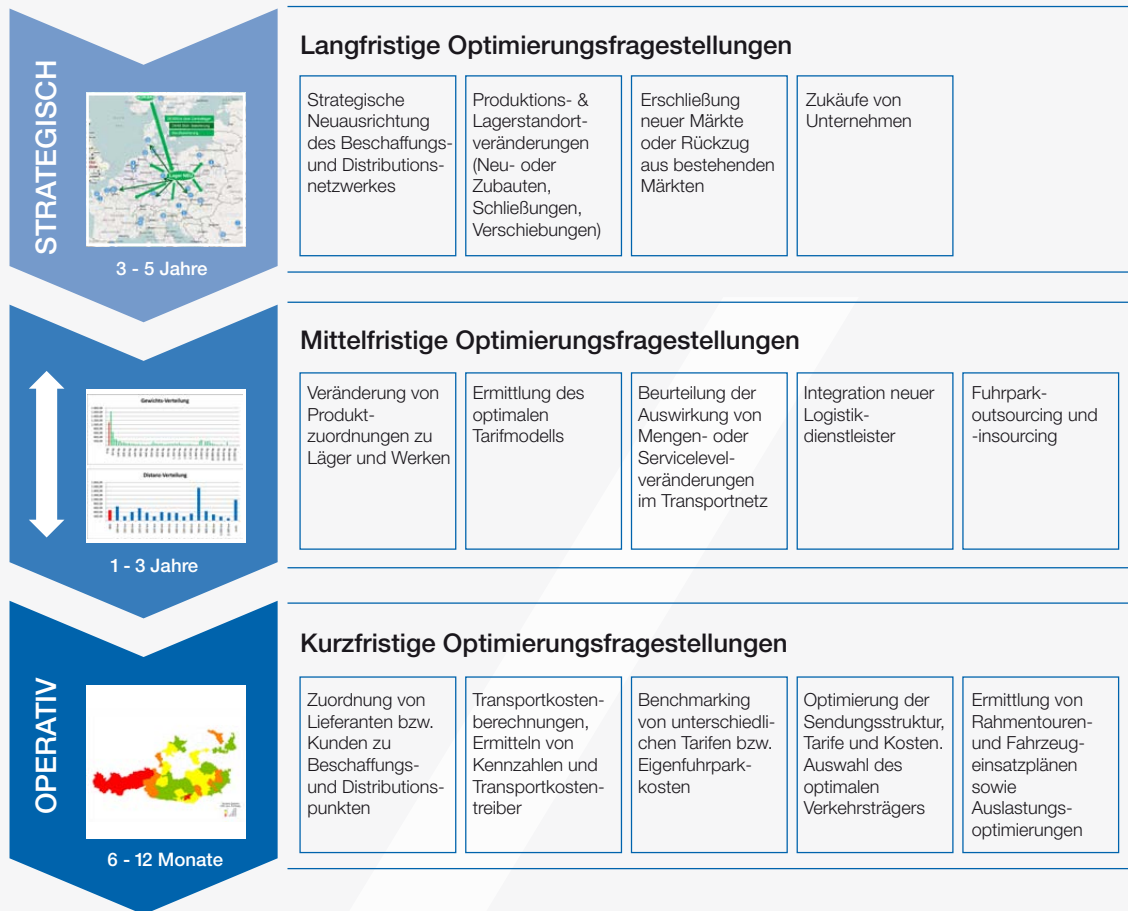 STRATEGISCH
Lager NEU
3 - 5 Jahre
Langfristige Optimierungsfragestellungen
Strategische
Neuausrichtung
des Beschaffungs-
und Distributions-
netzwerkes
Produktions- &
Lagerstandort-
veränderungen
(Neu- oder
Zubauten,
Schließungen,
Verschiebungen)
Erschließung
neuer Märkte
oder Rückzug
aus bestehenden
Märkten
Zukäufe von
Unternehmen
Gewichts-Verteilung
Distanz-Verteilung
1 - 3 Jahre
Mittelfristige Optimierungsfragestellungen
Veränderung von
Produkt-
zuordnungen zu
Läger und Werken
Ermittlung des
optimalen
Tarifmodells
Beurteilung der
Auswirkung von
Mengen- oder
Servicelevel-
veränderungen
im Transportnetz
Integration neuer
Logistik-
dienstleister
Fuhrpark-
outsourcing und
-insourcing
OPERATIV
6 - 12 Monate
Kurzfristige Optimierungsfragestellungen
Zuordnung von
Lieferanten bzw.
Kunden zu
Beschaffungs-
und Distributions-
punkten
Transportkosten-
berechnungen,
Ermitteln von
Kennzahlen und
Transportkosten-
treiber
Benchmarking
von unterschiedli-
chen Tarifen bzw.
Eigenfuhrpark-
kosten
Optimierung der
Sendungsstruktur,
Tarife und Kosten.
Auswahl des
optimalen
Verkehrsträgers
Ermittlung von
Rahmentouren-
und Fahrzeug-
einsatzplänen
sowie
Auslastungs-
optimierungen